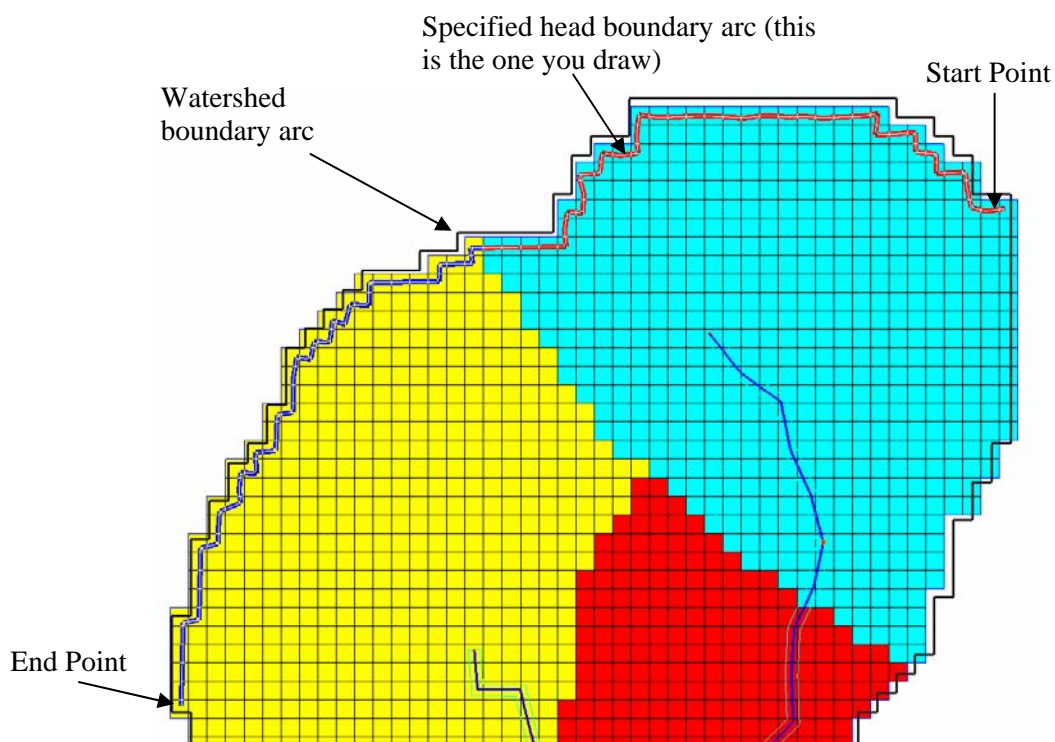 Specified head boundary arc (this
is the one you draw)
Start Point
Watershed
boundary arc
End Point